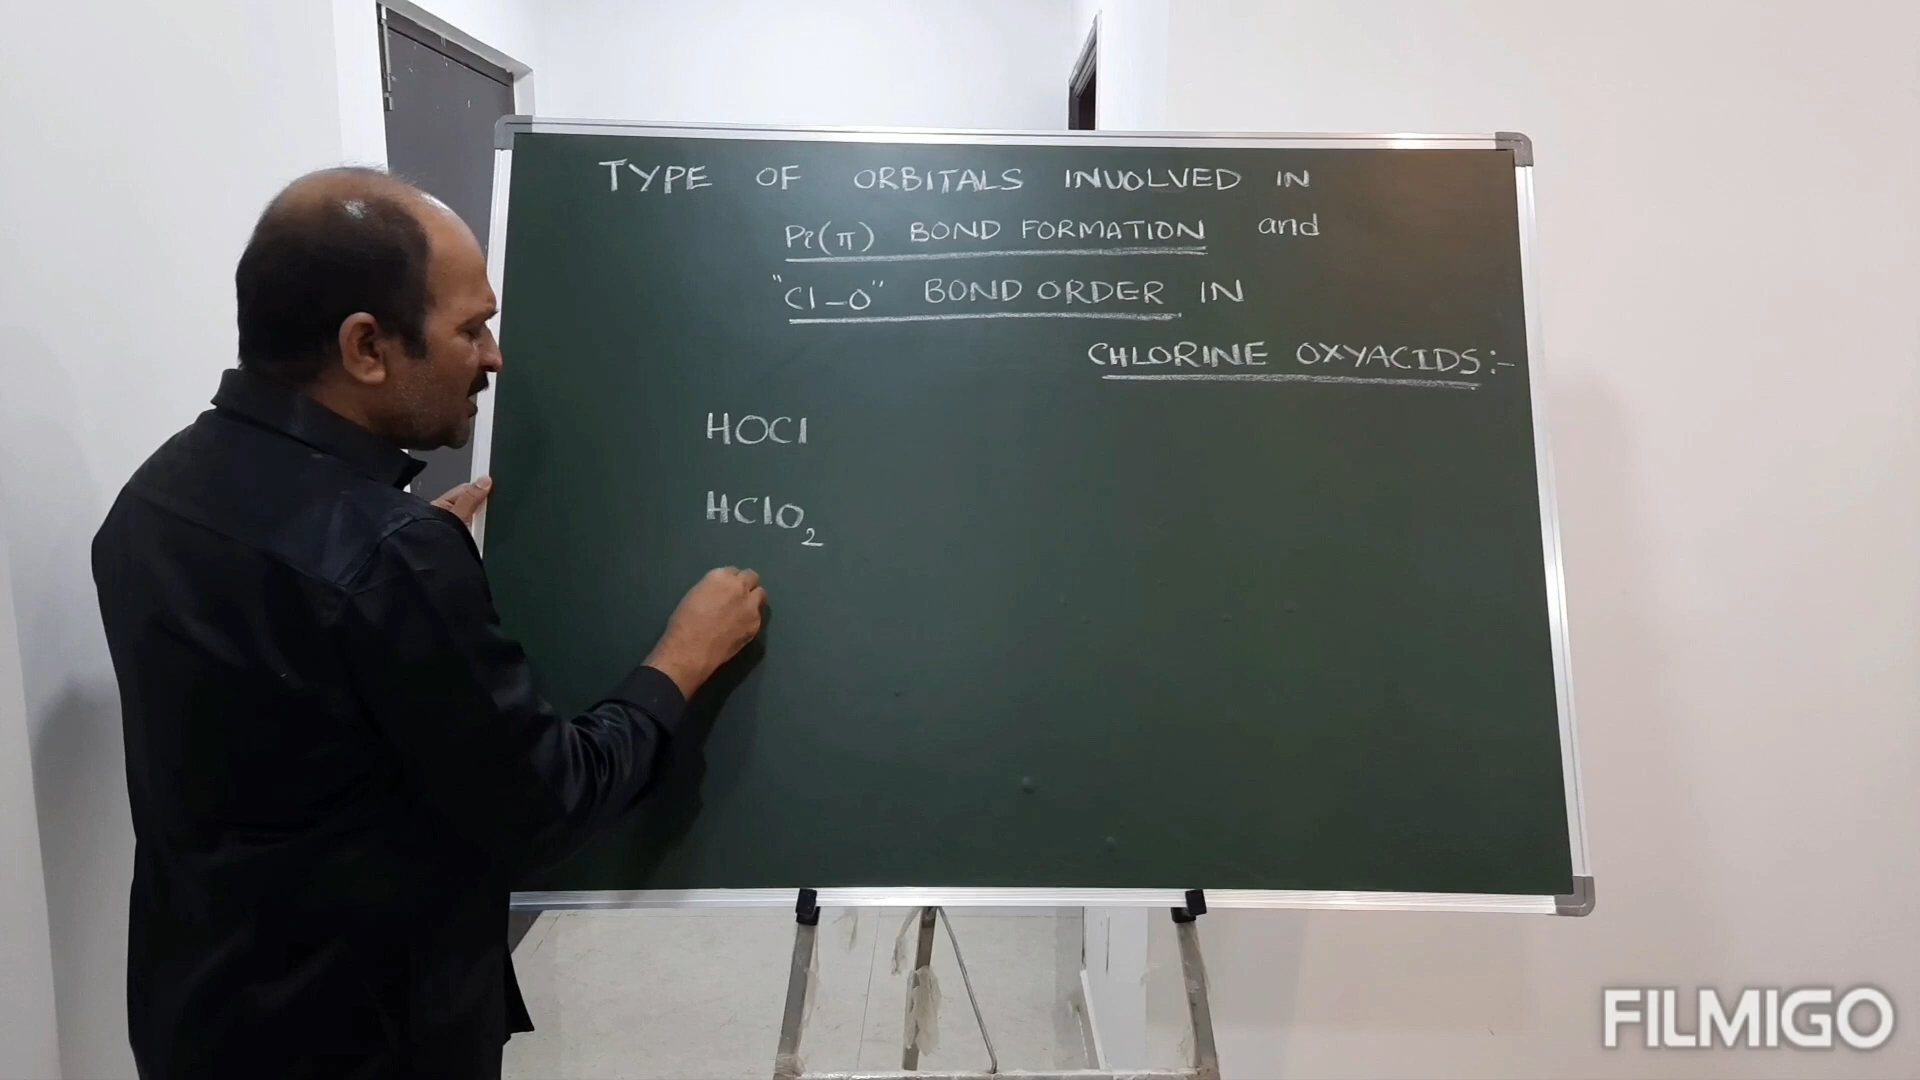 TYPE OF ORBITALS INVOLVED IN
Pi(π) BOND FORMATION and
"Cl-O" BOND ORDER IN
CHLORINE OXYACIDS:-
HOCl
HClO₂
FILMIGO